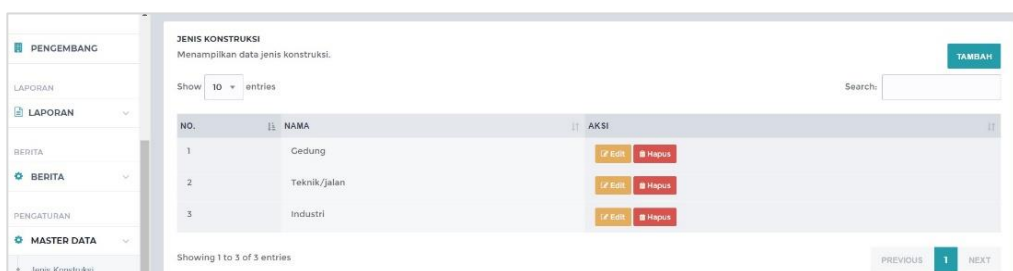 PENGEMBANG
LAPORAN
LAPORAN
BERITA
BERITA
PENGATURAN
MASTER DATA
Jenis Konstruksi
JENIS KONSTRUKSI
Menampilkan data jenis konstruksi.
TAMBAH
Show 10 entries
Search:
NO. NAMA AKSI
1 Gedung Edit Hapus
2 Teknik/jalan Edit Hapus
3 Industri Edit Hapus
Showing 1 to 3 of 3 entries
PREVIOUS 1 NEXT